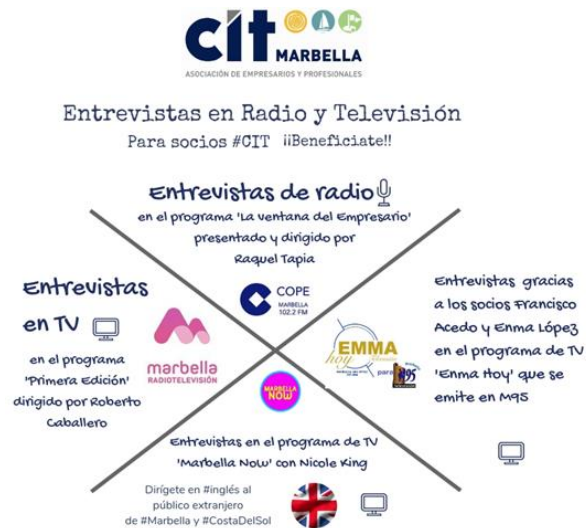 cit
MARBELLA
ASOCIACIÓN DE EMPRESARIOS Y PROFESIONALES
Entrevistas en Radio y Televisión
Para socios #CIT ¡¡Benefíciate!!
Entrevistas de radio
en el programa 'La ventana del Empresario'
presentado y dirigido por
Raquel Tapia
COPE
MARBELLA
102.2 FM
Entrevistas
en TV
en el programa
'Primera Edición'
dirigido por Roberto
Caballero
marbella
RADIOTELEVISIÓN
EMMA
hoy
para
M95
Entrevistas gracias
a los socios Francisco
Acedo y Enma López
en el programa de TV
'Enma Hoy' que se
emite en M95
MARBELLA
NOW
Entrevistas en el programa de TV
'Marbella Now' con Nicole King
Dirígete en #inglés al
público extranjero
de #Marbella y #CostaDelSol